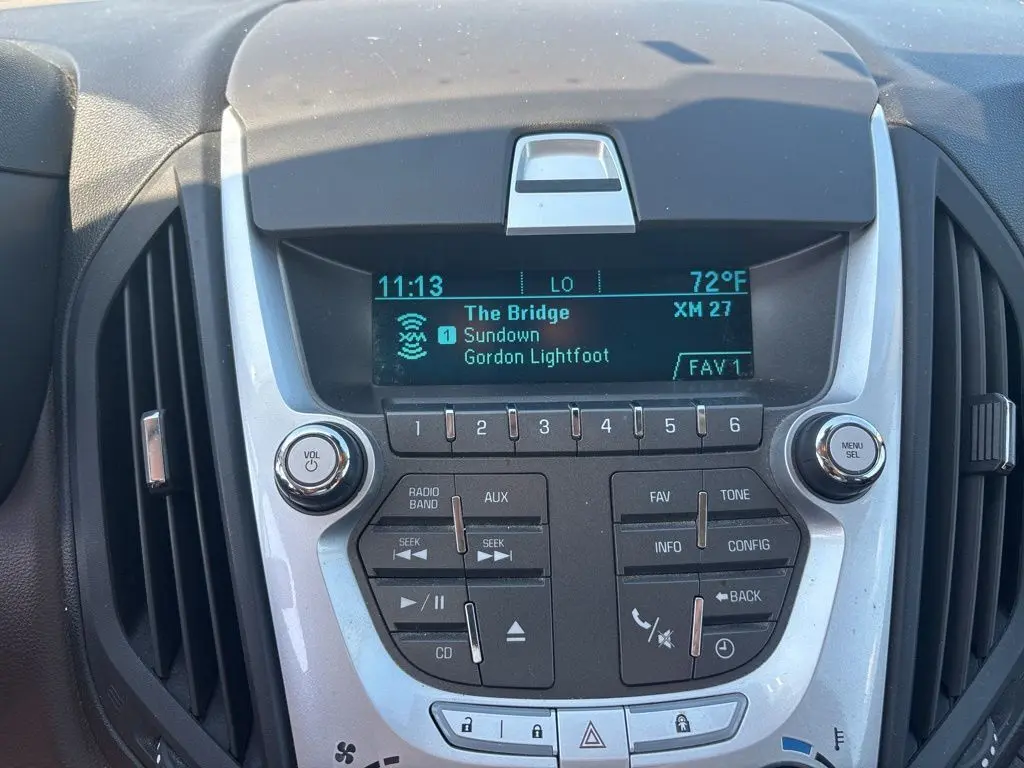 11:13 LO 72°F
The Bridge XM 27
XM 1 Sundown
Gordon Lightfoot FAV 1
1 2 3 4 5 6
VOL
MENU
SEL
RADIO
BAND
AUX
FAV
TONE
SEEK
SEEK
INFO
CONFIG
BACK
CD